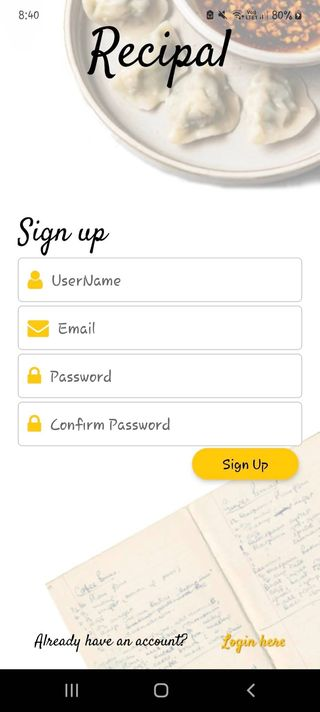 8:40
80%
Recipal
Sign up
UserName
Email
Password
Confirm Password
Sign Up
Already have an account? Login here